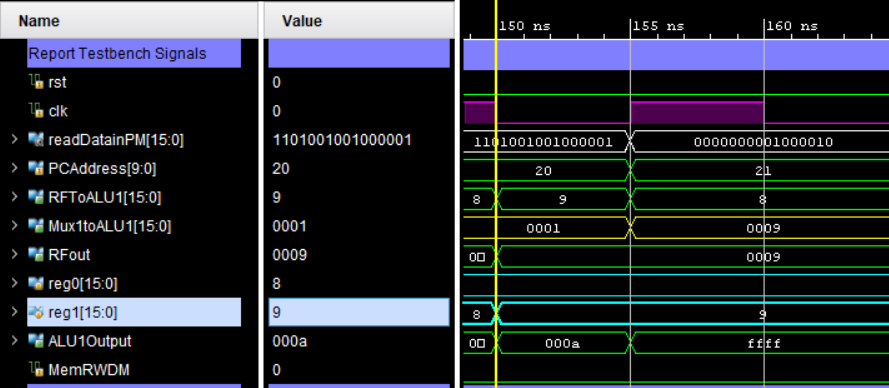 Name Value 150 ns 155 ns 160 ns
Report Testbench Signals
rst 0
clk 0
readDatainPM[15:0] 1101001001000001 1101001001000001 0000000001000010
PCAddress[9:0] 20 20 21
RFToALU1[15:0] 9 8 9 8
Mux1toALU1[15:0] 0001 0001 0009
RFout 0009 00 0009
reg0[15:0] 8
reg1[15:0] 9 8 9
ALU1Output 000a 00 000a ffff
MemRWDM 0